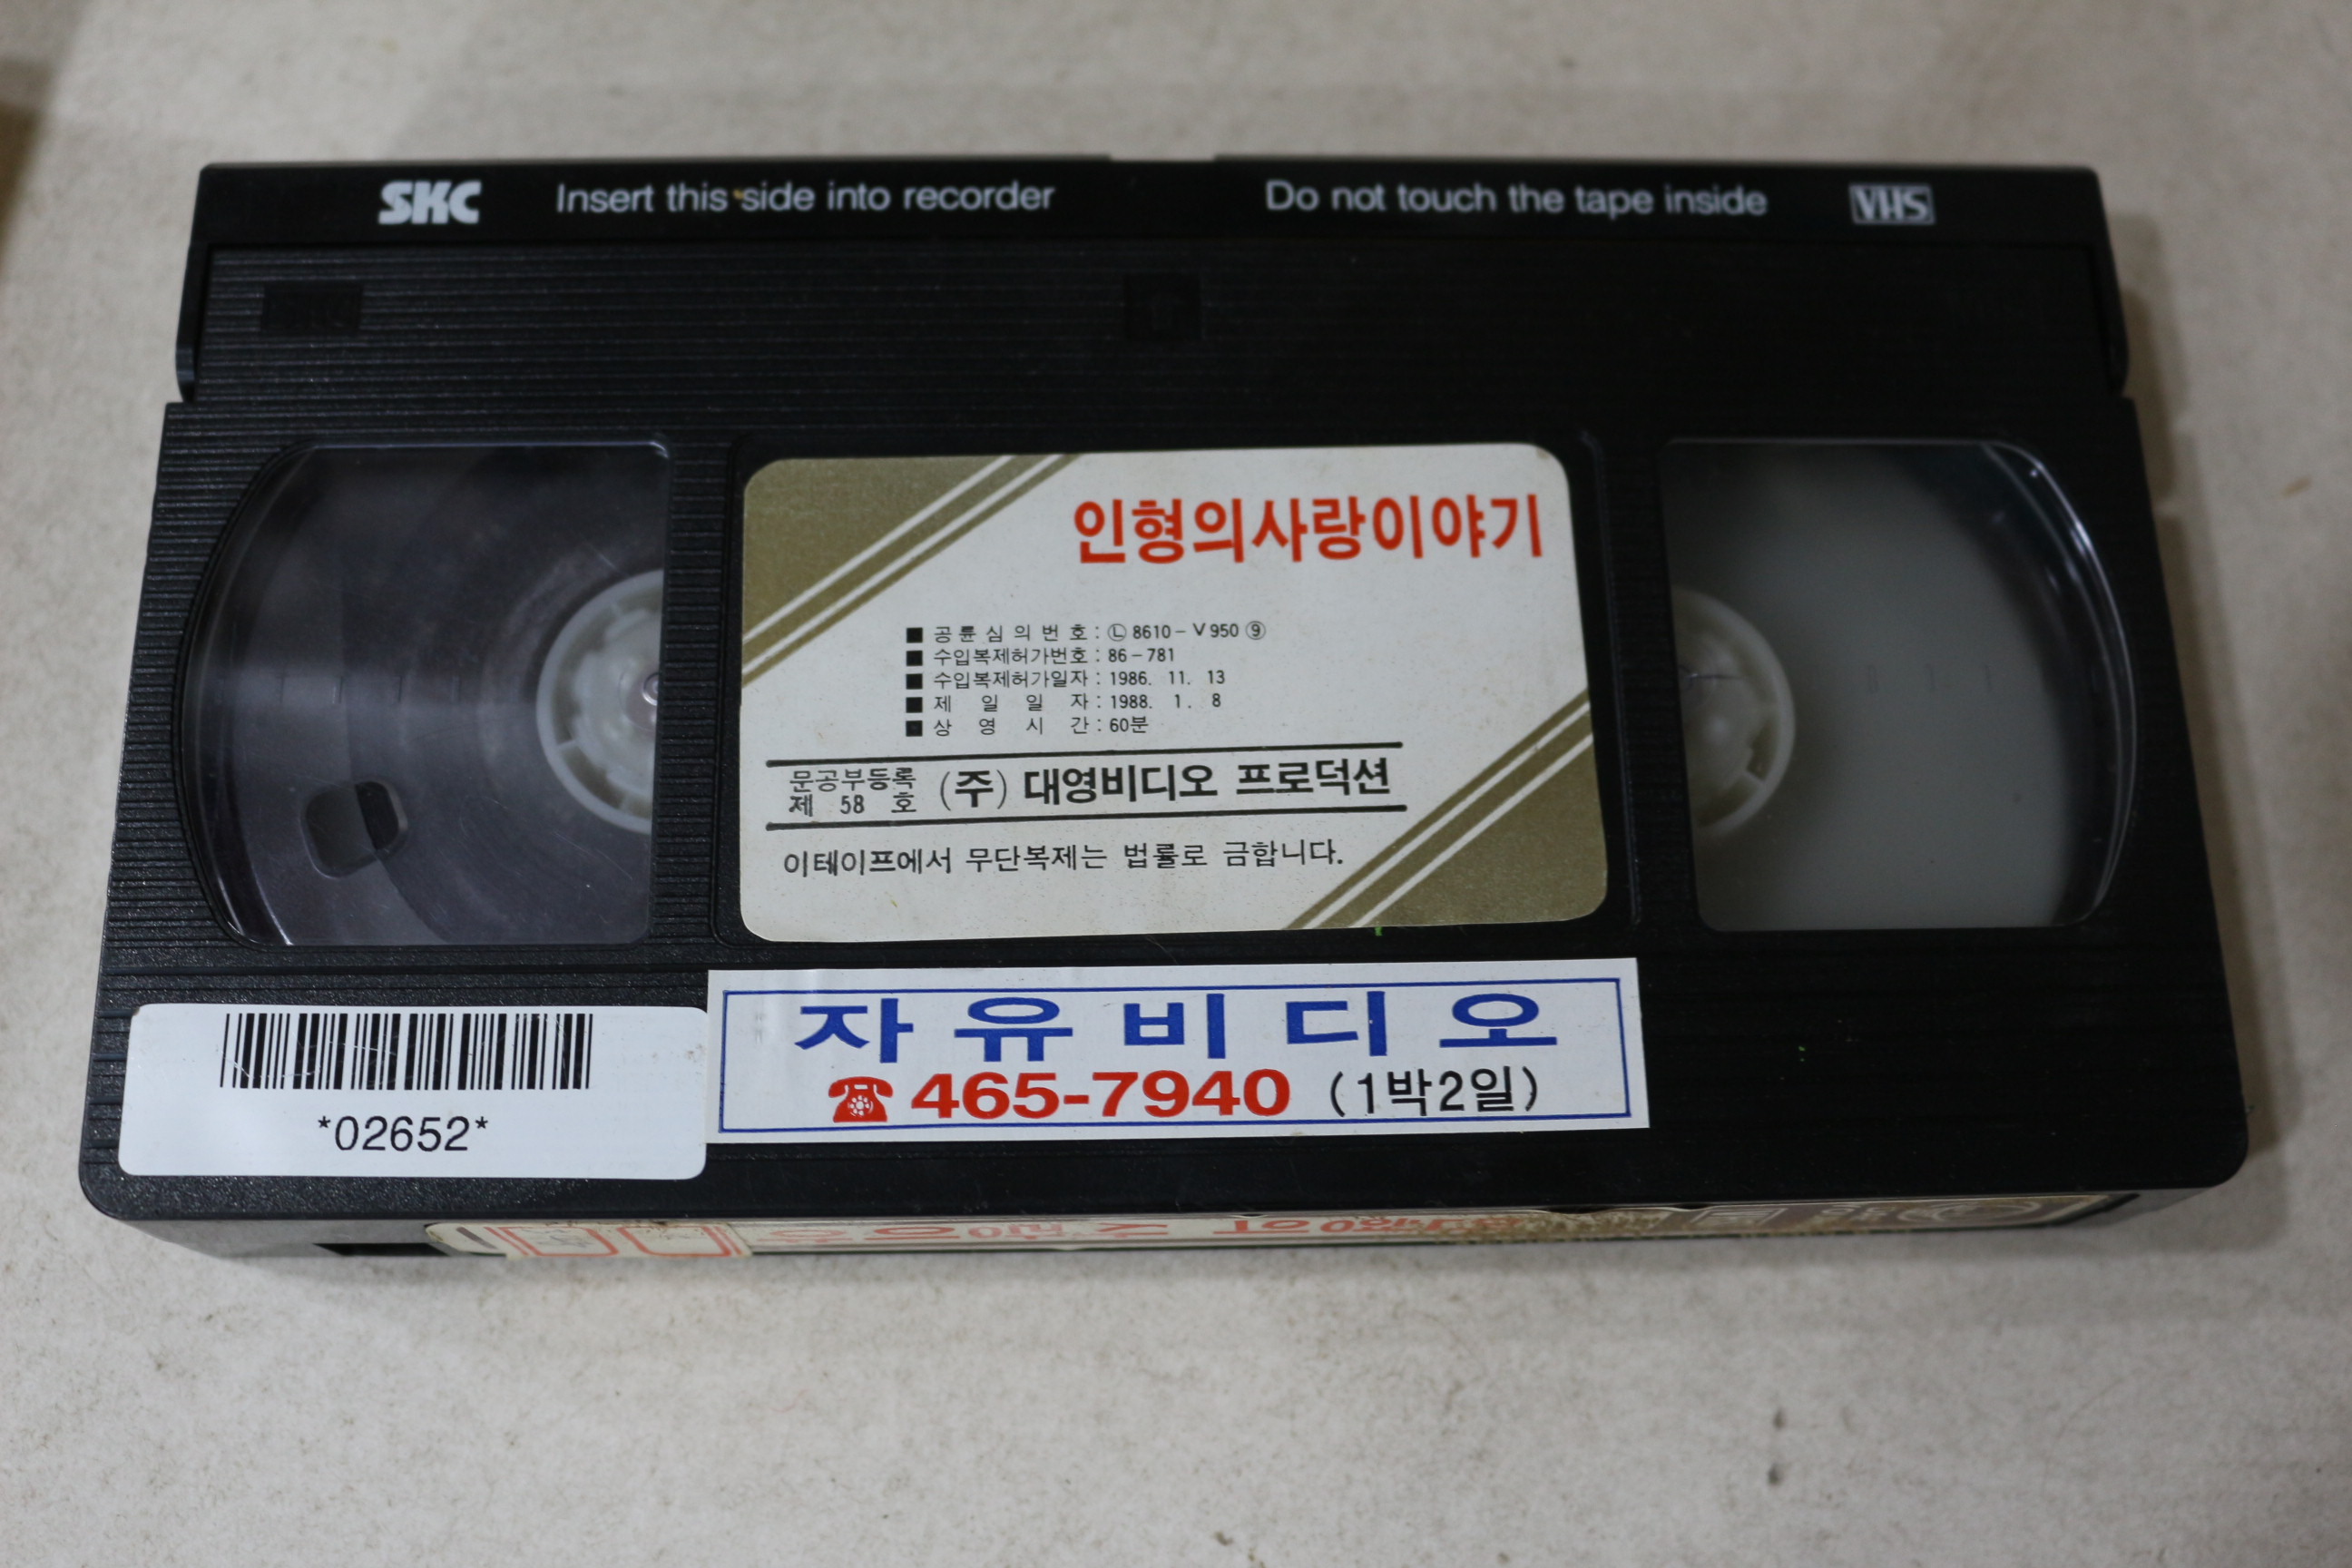 SKC Insert this side into recorder Do not touch the tape inside VHS
인형의사랑이야기
■ 공륜심의번호 : Ⓛ 8610-V950 ⑨
■ 수입복제허가번호 : 86-781
■ 수입복제허가일자 : 1986. 11. 13
■ 제 일 일 자 : 1988. 1. 8
■ 상 영 시 간 : 60분
문공부등록
제 58 호 (주) 대영비디오 프로덕션
이테이프에서 무단복제는 법률로 금합니다.
자유비디오
☎465-7940 (1박2일)
*02652*